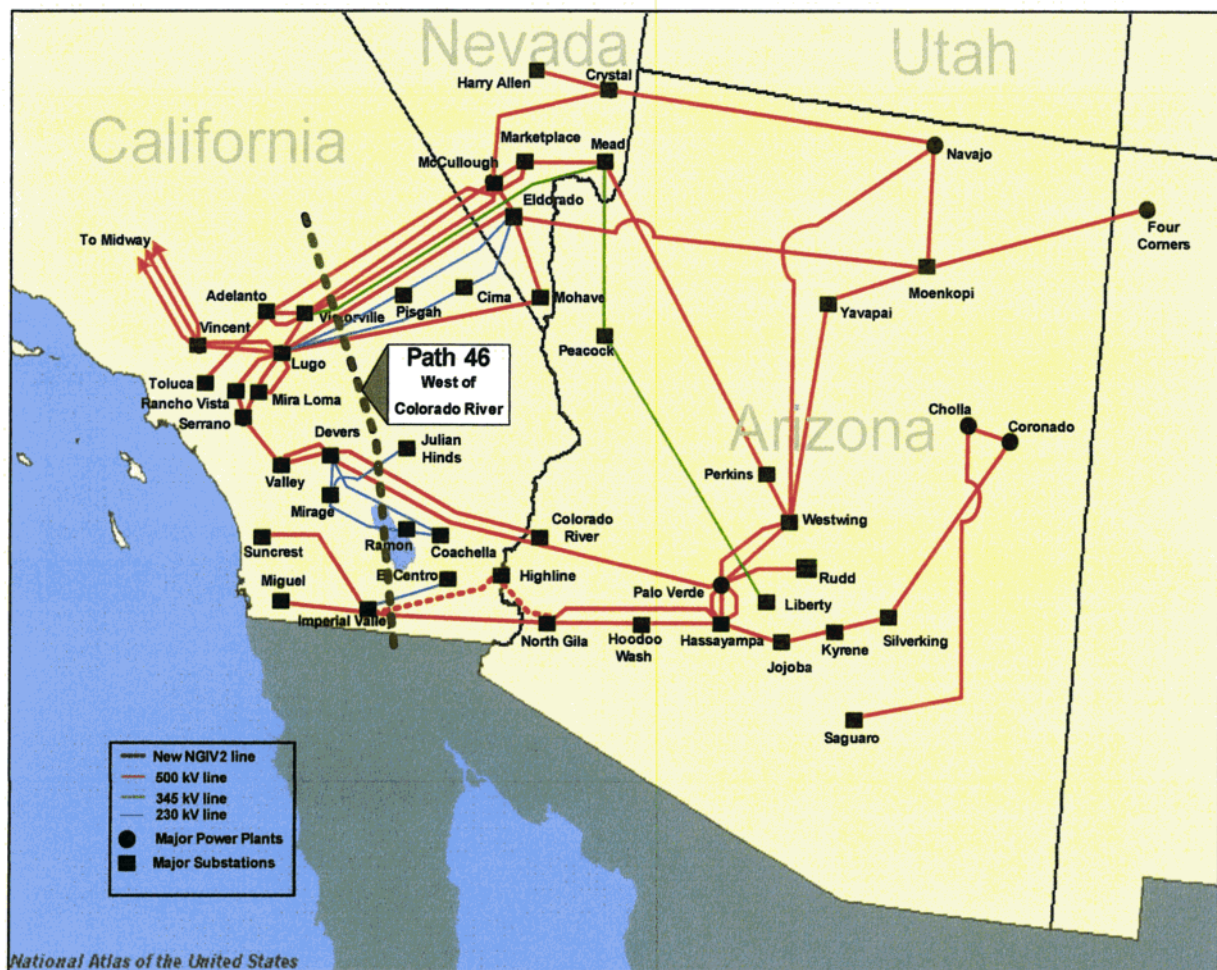 Nevada
Utah
California
Arizona
Harry Allen
Crystal
Marketplace
Mead
McCullough
Navajo
Eldorado
Four
Corners
To Midway
Moenkopi
Adelanto
Victorville
Pisgah
Cima
Mohave
Yavapai
Vincent
Lugo
Peacock
Path 46
West of
Colorado River
Toluca
Rancho Vista
Mira Loma
Serrano
Cholla
Coronado
Devers
Julian
Hinds
Valley
Perkins
Mirage
Westwing
Ramon
Coachella
Colorado
River
Suncrest
El Centro
Highline
Rudd
Miguel
Palo Verde
Liberty
Imperial Valle
North Gila
Hoodoo
Wash
Hassayampa
Jojoba
Kyrene
Silverking
Saguaro
New NGIV2 line
500 kV line
345 kV line
230 kV line
Major Power Plants
Major Substations
National Atlas of the United States